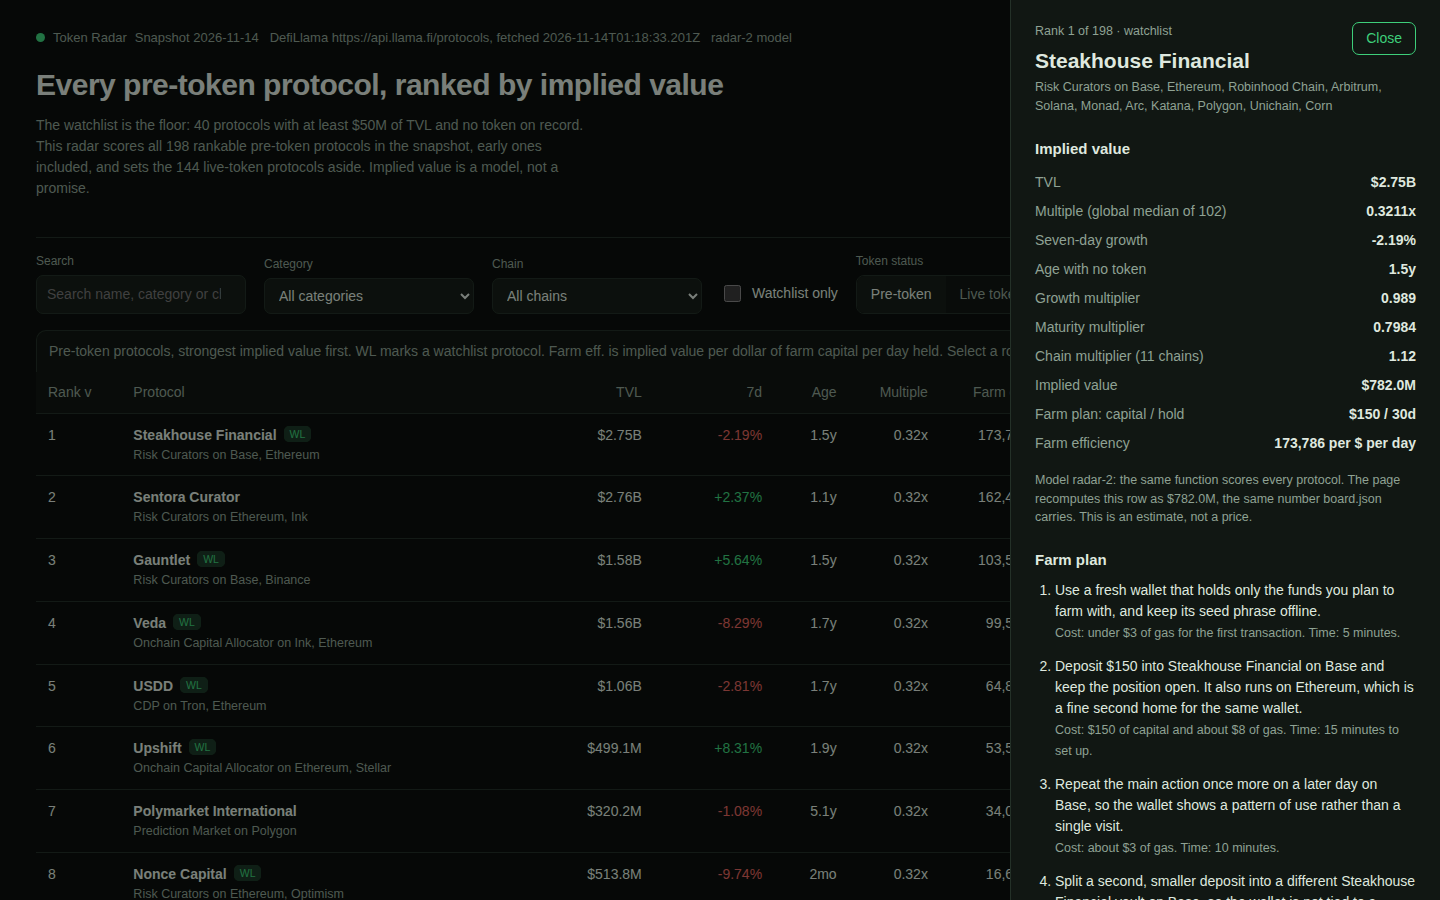 Token Radar Snapshot 2026-11-14 DefiLlama https://api.llama.fi/protocols, fetched 2026-11-14T01:18:33.201Z radar-2 model
Every pre-token protocol, ranked by implied value
The watchlist is the floor: 40 protocols with at least $50M of TVL and no token on record.
This radar scores all 198 rankable pre-token protocols in the snapshot, early ones
included, and sets the 144 live-token protocols aside. Implied value is a model, not a
promise.
Search
Category
Chain
Token status
Search name, category or cl
All categories
All chains
Watchlist only
Pre-token
Live toke
Pre-token protocols, strongest implied value first. WL marks a watchlist protocol. Farm eff. is implied value per dollar of farm capital per day held. Select a ro
Rank v Protocol TVL 7d Age Multiple Farm
1 Steakhouse Financial WL $2.75B -2.19% 1.5y 0.32x 173,7
Risk Curators on Base, Ethereum
2 Sentora Curator $2.76B +2.37% 1.1y 0.32x 162,4
Risk Curators on Ethereum, Ink
3 Gauntlet WL $1.58B +5.64% 1.5y 0.32x 103,5
Risk Curators on Base, Binance
4 Veda WL $1.56B -8.29% 1.7y 0.32x 99,5
Onchain Capital Allocator on Ink, Ethereum
5 USDD WL $1.06B -2.81% 1.7y 0.32x 64,8
CDP on Tron, Ethereum
6 Upshift WL $499.1M +8.31% 1.9y 0.32x 53,5
Onchain Capital Allocator on Ethereum, Stellar
7 Polymarket International $320.2M -1.08% 5.1y 0.32x 34,0
Prediction Market on Polygon
8 Nonce Capital WL $513.8M -9.74% 2mo 0.32x 16,6
Risk Curators on Ethereum, Optimism
Rank 1 of 198 · watchlist
Close
Steakhouse Financial
Risk Curators on Base, Ethereum, Robinhood Chain, Arbitrum,
Solana, Monad, Arc, Katana, Polygon, Unichain, Corn
Implied value
TVL $2.75B
Multiple (global median of 102) 0.3211x
Seven-day growth -2.19%
Age with no token 1.5y
Growth multiplier 0.989
Maturity multiplier 0.7984
Chain multiplier (11 chains) 1.12
Implied value $782.0M
Farm plan: capital / hold $150 / 30d
Farm efficiency 173,786 per $ per day
Model radar-2: the same function scores every protocol. The page
recomputes this row as $782.0M, the same number board.json
carries. This is an estimate, not a price.
Farm plan
1. Use a fresh wallet that holds only the funds you plan to
farm with, and keep its seed phrase offline.
Cost: under $3 of gas for the first transaction. Time: 5 minutes.
2. Deposit $150 into Steakhouse Financial on Base and
keep the position open. It also runs on Ethereum, which is
a fine second home for the same wallet.
Cost: $150 of capital and about $8 of gas. Time: 15 minutes to
set up.
3. Repeat the main action once more on a later day on
Base, so the wallet shows a pattern of use rather than a
single visit.
Cost: about $3 of gas. Time: 10 minutes.
4. Split a second, smaller deposit into a different Steakhouse